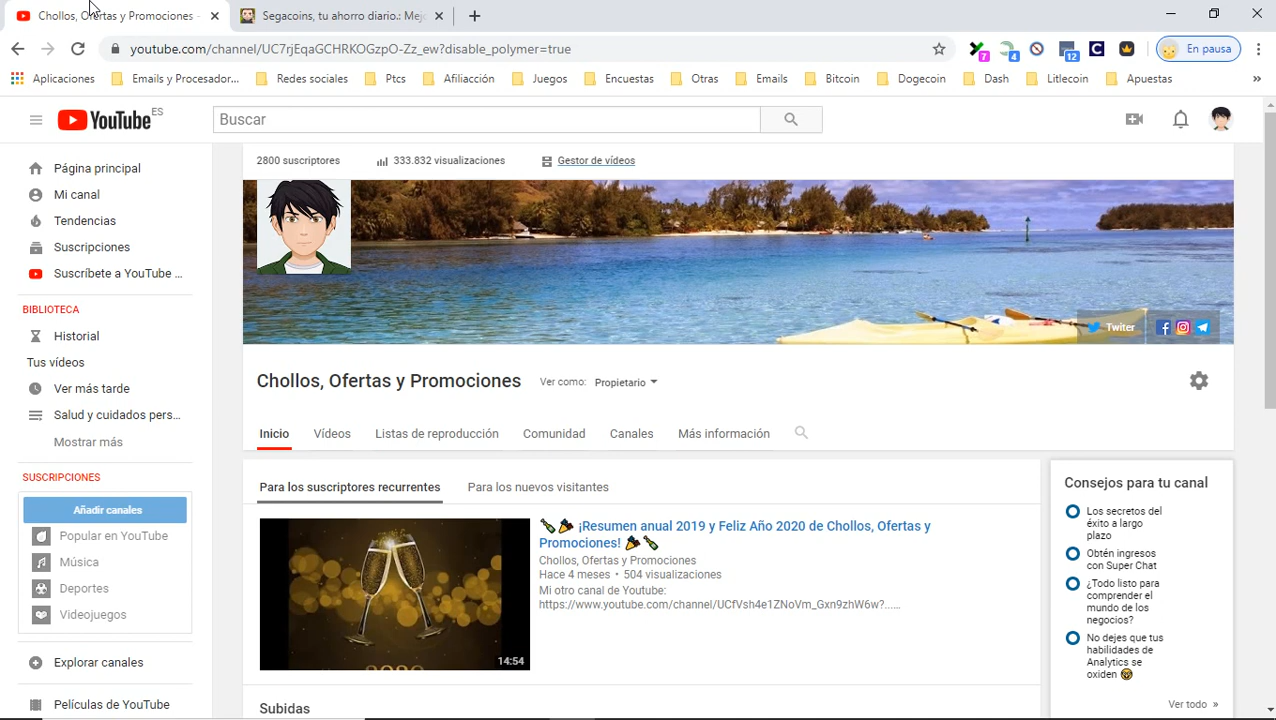 Chollos, Ofertas y Promociones -
Segacoins, tu ahorro diario.: Mejo
youtube.com/channel/UC7rjEqaGCHRKOGzpO-Zz_ew?disable_polymer=true
7
4
12
En pausa
Aplicaciones
Emails y Procesador...
Redes sociales
Ptcs
Afiliacción
Juegos
Encuestas
Otras
Emails
Bitcoin
Dogecoin
Dash
Litlecoin
Apuestas
»
YouTube ES
Buscar
2800 suscriptores
333.832 visualizaciones
Gestor de vídeos
Página principal
Mi canal
Tendencias
Suscripciones
Suscríbete a YouTube ...
BIBLIOTECA
Historial
Tus vídeos
Ver más tarde
Salud y cuidados pers...
Mostrar más
SUSCRIPCIONES
Añadir canales
Popular en YouTube
Música
Deportes
Videojuegos
Explorar canales
Películas de YouTube
Twiter
Chollos, Ofertas y Promociones
Ver como: Propietario
Inicio
Vídeos
Listas de reproducción
Comunidad
Canales
Más información
Para los suscriptores recurrentes
Para los nuevos visitantes
2020
14:54
🍾🎉 ¡Resumen anual 2019 y Feliz Año 2020 de Chollos, Ofertas y
Promociones! 🎉🍾
Chollos, Ofertas y Promociones
Hace 4 meses • 504 visualizaciones
Mi otro canal de Youtube:
https://www.youtube.com/channel/UCfVsh4e1ZNoVm_Gxn9zhW6w?......
Subidas
Consejos para tu canal
Los secretos del
éxito a largo
plazo
Obtén ingresos
con Super Chat
¿Todo listo para
comprender el
mundo de los
negocios?
No dejes que tus
habilidades de
Analytics se
oxiden
Ver todo »